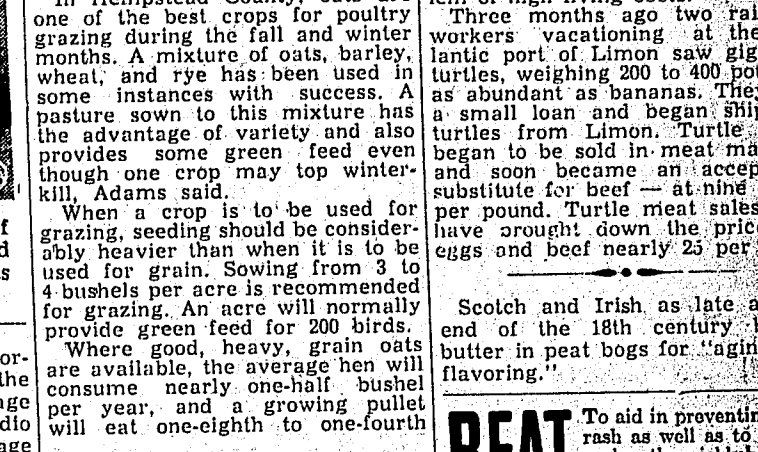 one of the best crops for poultry
grazing during the fall and winter
months. A mixture of oats, barley,
wheat, and rye has been used in
some instances with success. A
pasture sown to this mixture has
the advantage of variety and also
provides some green feed even
though one crop may top winter-
kill, Adams said.
When a crop is to be used for
grazing, seeding should be consider-
ably heavier than when it is to be
used for grain. Sowing from 3 to
4 bushels per acre is recommended
for grazing. An acre will normally
provide green feed for 200 birds.
Where good, heavy, grain oats
are available, the average hen will
consume nearly one-half bushel
per year, and a growing pullet
will eat one-eighth to one-fourth
Three months ago two rai
workers vacationing at the
lantic port of Limon saw gig
turtles, weighing 200 to 400 po
as abundant as bananas. The
a small loan and began ship
turtles from Limon. Turtle
began to be sold in meat ma
and soon became an accep
substitute for beef — at nine
per pound. Turtle meat sales
have brought down the pric
eggs and beef nearly 25 per
Scotch and Irish as late a
end of the 18th century
butter in peat bogs for "agin
flavoring."
BEAT
To aid in preventin
rash as well as to